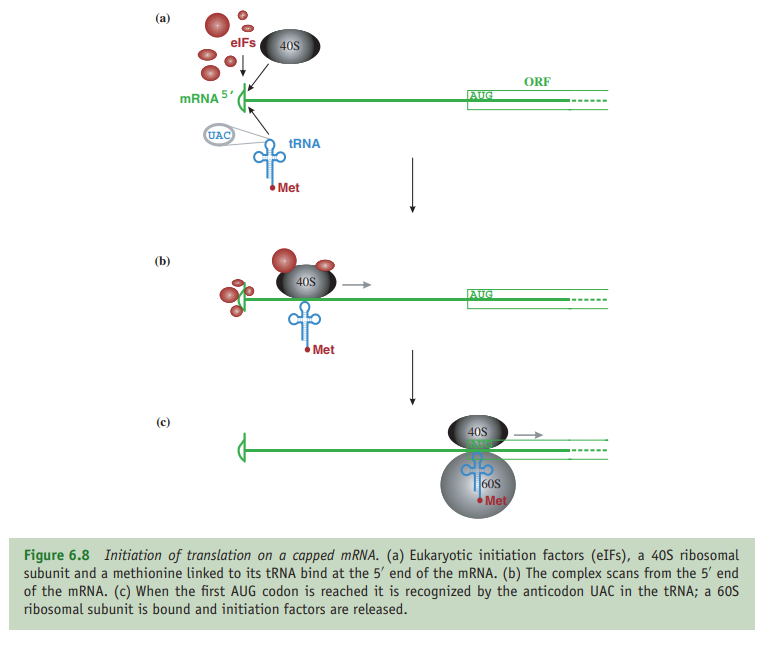 (a)
eIFs
40S
ORF
mRNA 5′
AUG
UAC
tRNA
Met
(b)
40S
AUG
Met
(c)
40S
60S
Met
Figure 6.8 Initiation of translation on a capped mRNA. (a) Eukaryotic initiation factors (eIFs), a 40S ribosomal
subunit and a methionine linked to its tRNA bind at the 5′ end of the mRNA. (b) The complex scans from the 5′ end
of the mRNA. (c) When the first AUG codon is reached it is recognized by the anticodon UAC in the tRNA; a 60S
ribosomal subunit is bound and initiation factors are released.